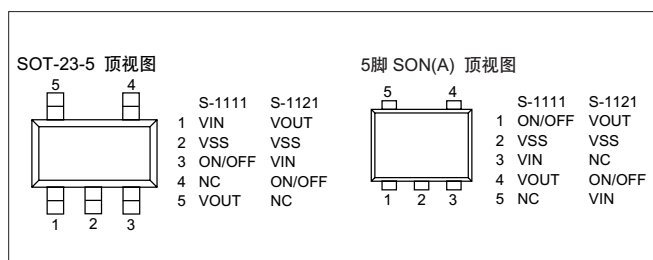 SOT-23-5 顶视图
5 4
S-1111 S-1121
1 VIN VOUT
2 VSS VSS
3 ON/OFF VIN
4 NC ON/OFF
5 VOUT NC
1 2 3
5脚 SON(A) 顶视图
5 4
S-1111 S-1121
1 ON/OFF VOUT
2 VSS VSS
3 VIN NC
4 VOUT ON/OFF
5 NC VIN
1 2 3